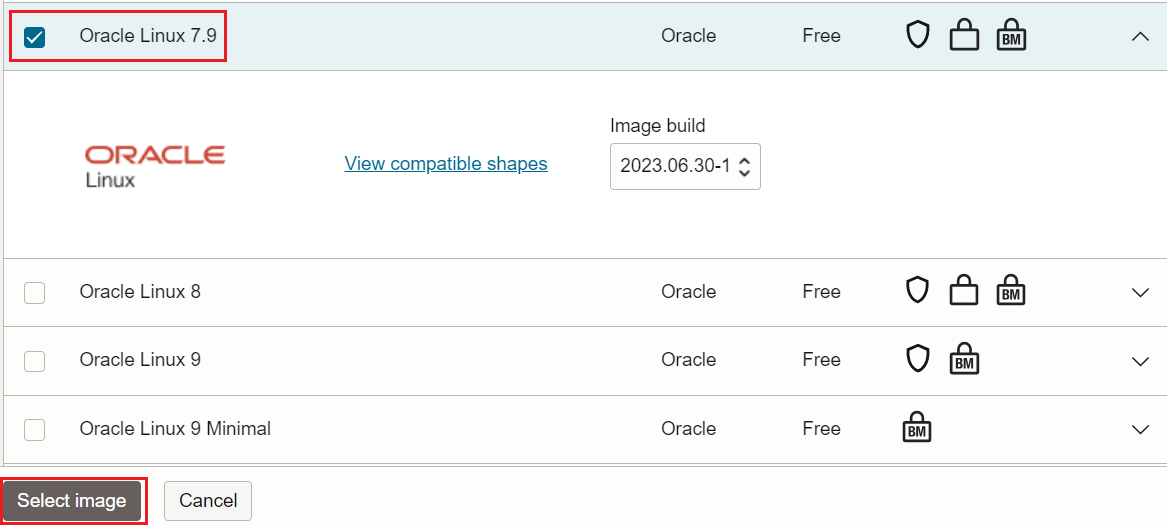 Oracle Linux 7.9 Oracle Free BM
Image build
ORACLE
Linux
View compatible shapes
2023.06.30-1
Oracle Linux 8 Oracle Free BM
Oracle Linux 9 Oracle Free BM
Oracle Linux 9 Minimal Oracle Free BM
Select image Cancel